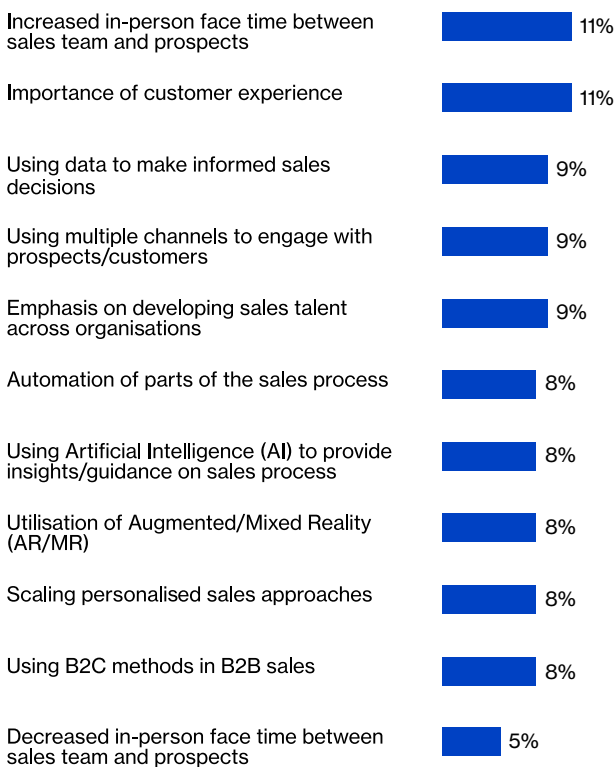 Increased in-person face time between
sales team and prospects
11%
Importance of customer experience
11%
Using data to make informed sales
decisions
9%
Using multiple channels to engage with
prospects/customers
9%
Emphasis on developing sales talent
across organisations
9%
Automation of parts of the sales process
8%
Using Artificial Intelligence (AI) to provide
insights/guidance on sales process
8%
Utilisation of Augmented/Mixed Reality
(AR/MR)
8%
Scaling personalised sales approaches
8%
Using B2C methods in B2B sales
8%
Decreased in-person face time between
sales team and prospects
5%